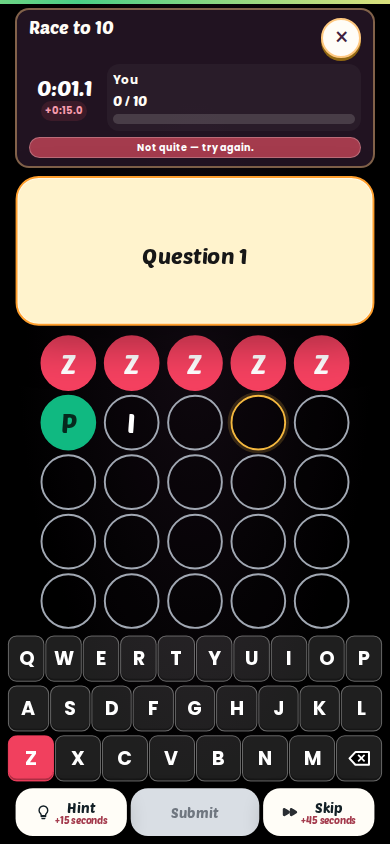 Race to 10
×
0:01.1
+0:15.0
You
0 / 10
Not quite — try again.
Question 1
Z Z Z Z Z
P I
Q W E R T Y U I O P
A S D F G H J K L
Z X C V B N M
Hint
+15 seconds
Submit
Skip
+45 seconds